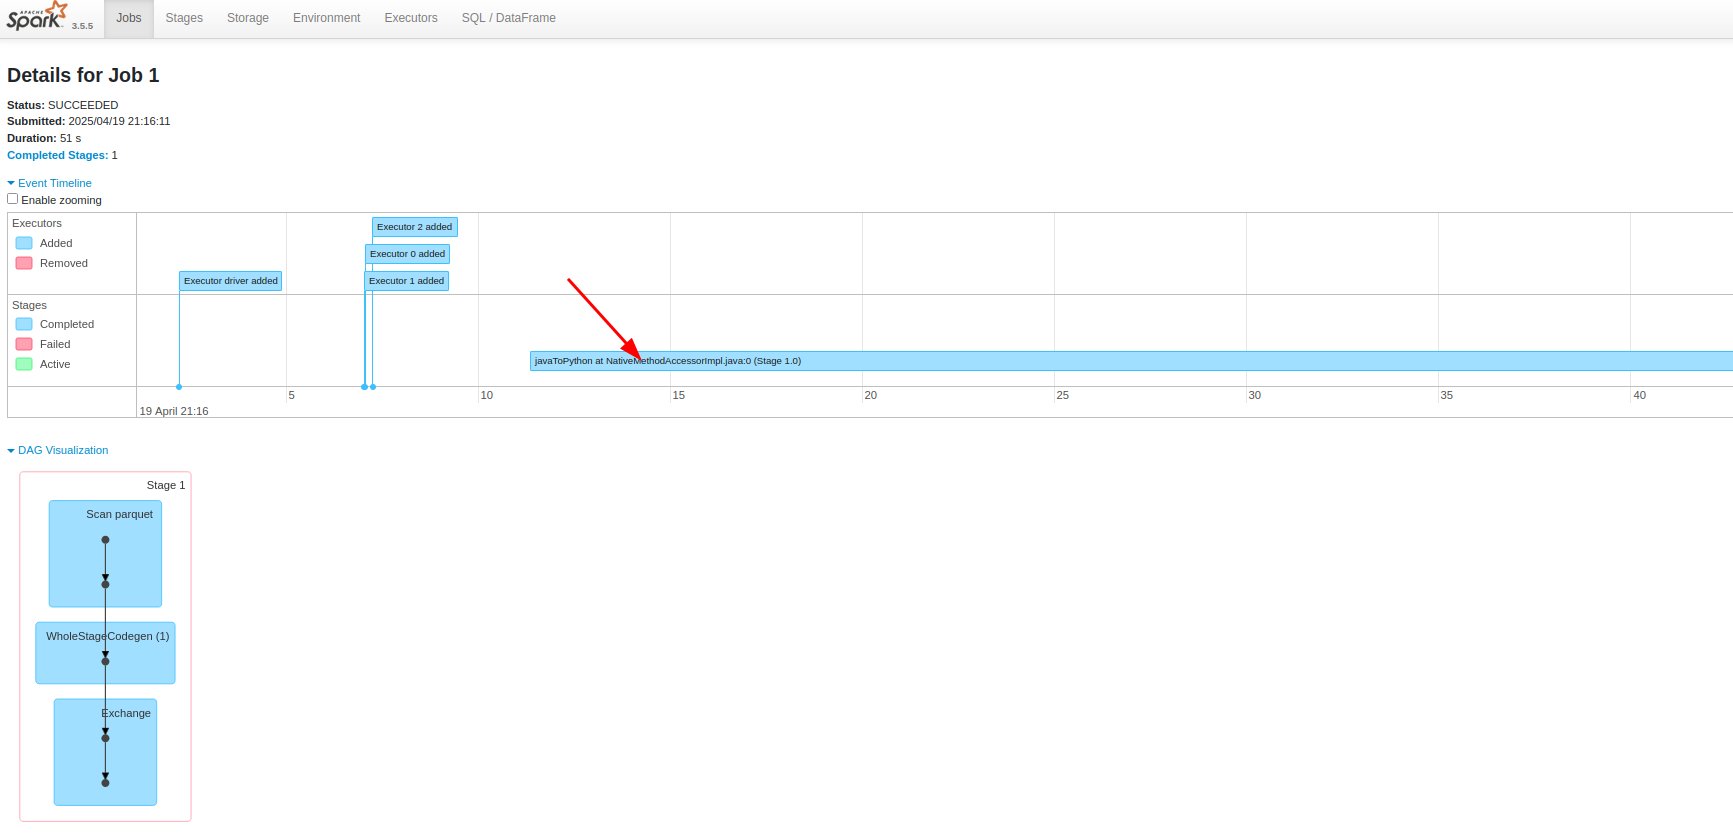 APACHE
Spark 3.5.5 Jobs Stages Storage Environment Executors SQL / DataFrame
Details for Job 1
Status: SUCCEEDED
Submitted: 2025/04/19 21:16:11
Duration: 51 s
Completed Stages: 1
Event Timeline
Enable zooming
Executors
Added
Removed
Executor 2 added
Executor 0 added
Executor driver added
Executor 1 added
Stages
Completed
Failed
Active
javaToPython at NativeMethodAccessorImpl.java:0 (Stage 1.0)
5 10 15 20 25 30 35 40
19 April 21:16
DAG Visualization
Stage 1
Scan parquet
WholeStageCodegen (1)
Exchange